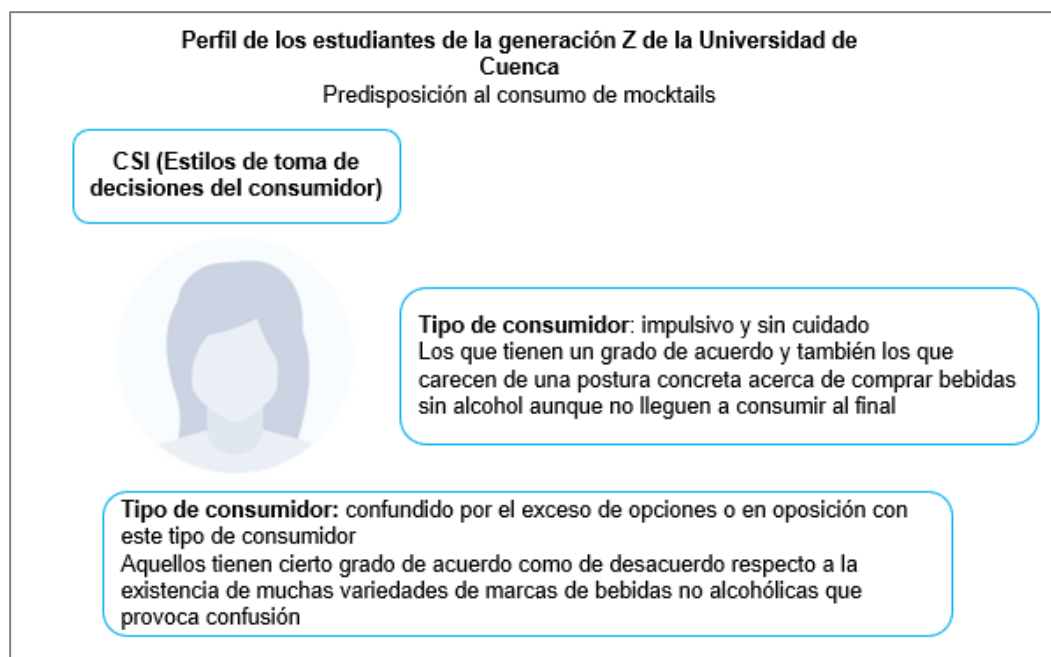 Perfil de los estudiantes de la generación Z de la Universidad de
Cuenca
Predisposición al consumo de mocktails
CSI (Estilos de toma de
decisiones del consumidor)
Tipo de consumidor: impulsivo y sin cuidado
Los que tienen un grado de acuerdo y también los que
carecen de una postura concreta acerca de comprar bebidas
sin alcohol aunque no lleguen a consumir al final
Tipo de consumidor: confundido por el exceso de opciones o en oposición con
este tipo de consumidor
Aquellos tienen cierto grado de acuerdo como de desacuerdo respecto a la
existencia de muchas variedades de marcas de bebidas no alcohólicas que
provoca confusión